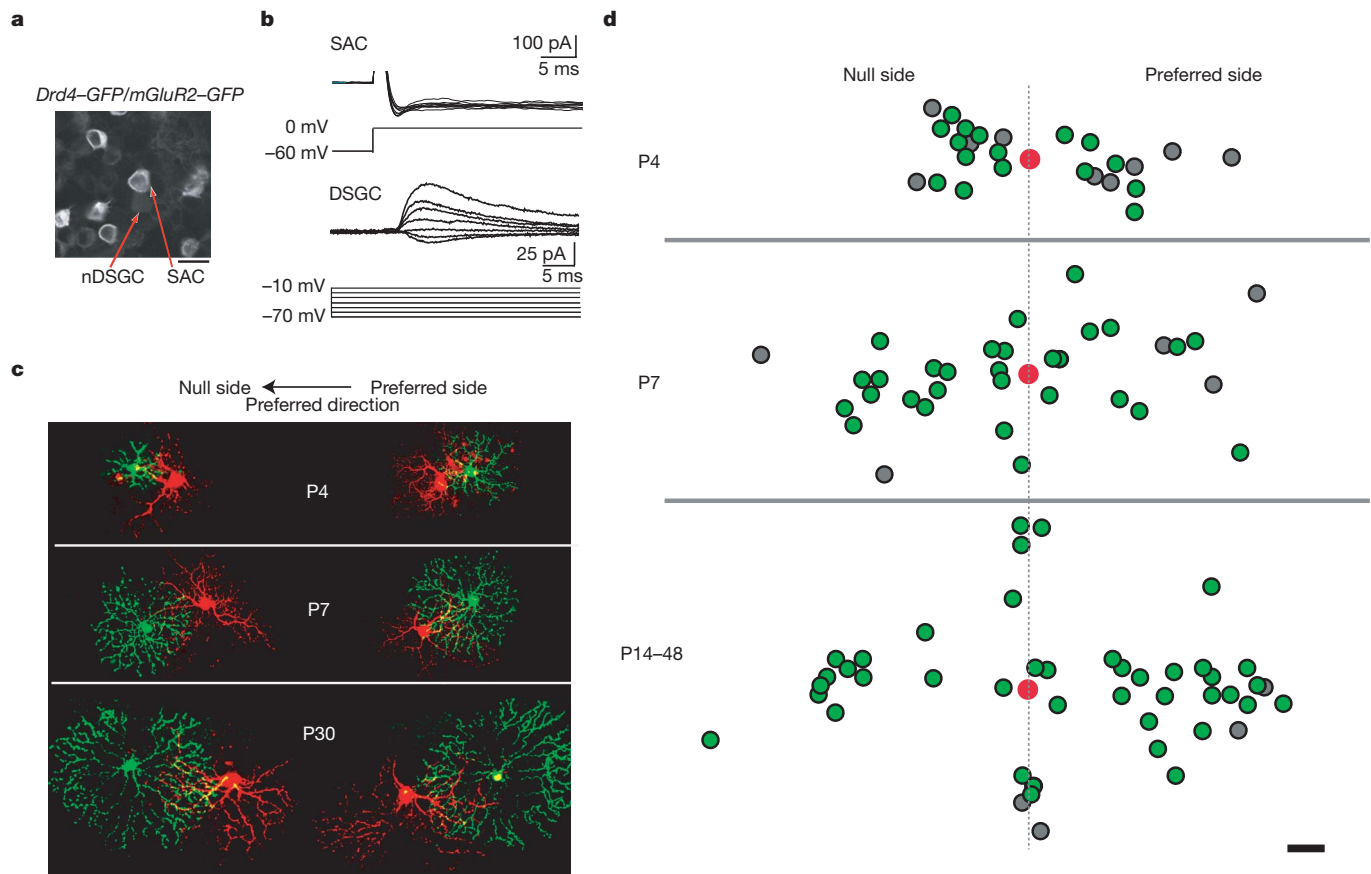 a
Drd4–GFP/mGluR2–GFP
nDSGC
SAC
b
SAC
100 pA
5 ms
0 mV
–60 mV
DSGC
25 pA
5 ms
–10 mV
–70 mV
c
Null side
Preferred side
Preferred direction
P4
P7
P30
d
Null side
Preferred side
P4
P7
P14–48